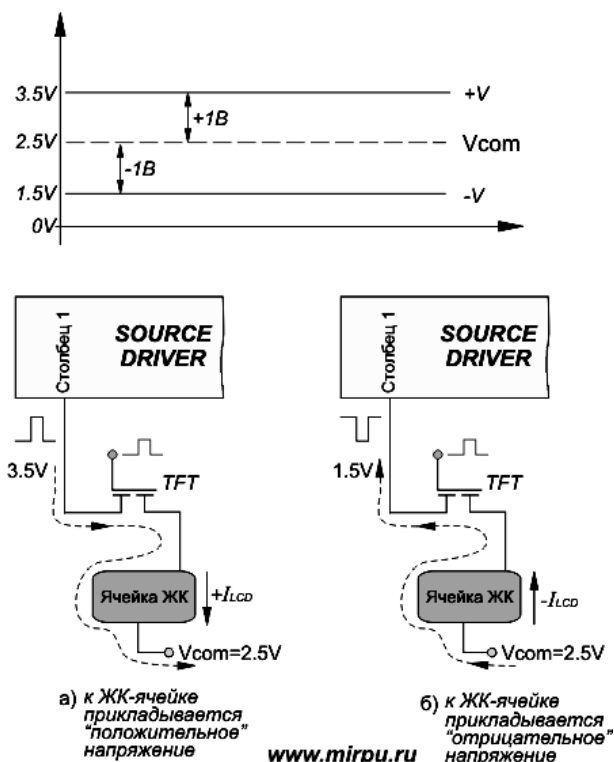 3.5V
+V
+1В
2.5V
Vcom
-1В
1.5V
-V
0V
Столбец 1
SOURCE
DRIVER
3.5V
TFT
Ячейка ЖК
+ILCD
Vcom=2.5V
а) к ЖК-ячейке
прикладывается
"положительное"
напряжение
Столбец 1
SOURCE
DRIVER
1.5V
TFT
Ячейка ЖК
-ILCD
Vcom=2.5V
б) к ЖК-ячейке
прикладывается
"отрицательное"
напряжение
www.mirpu.ru